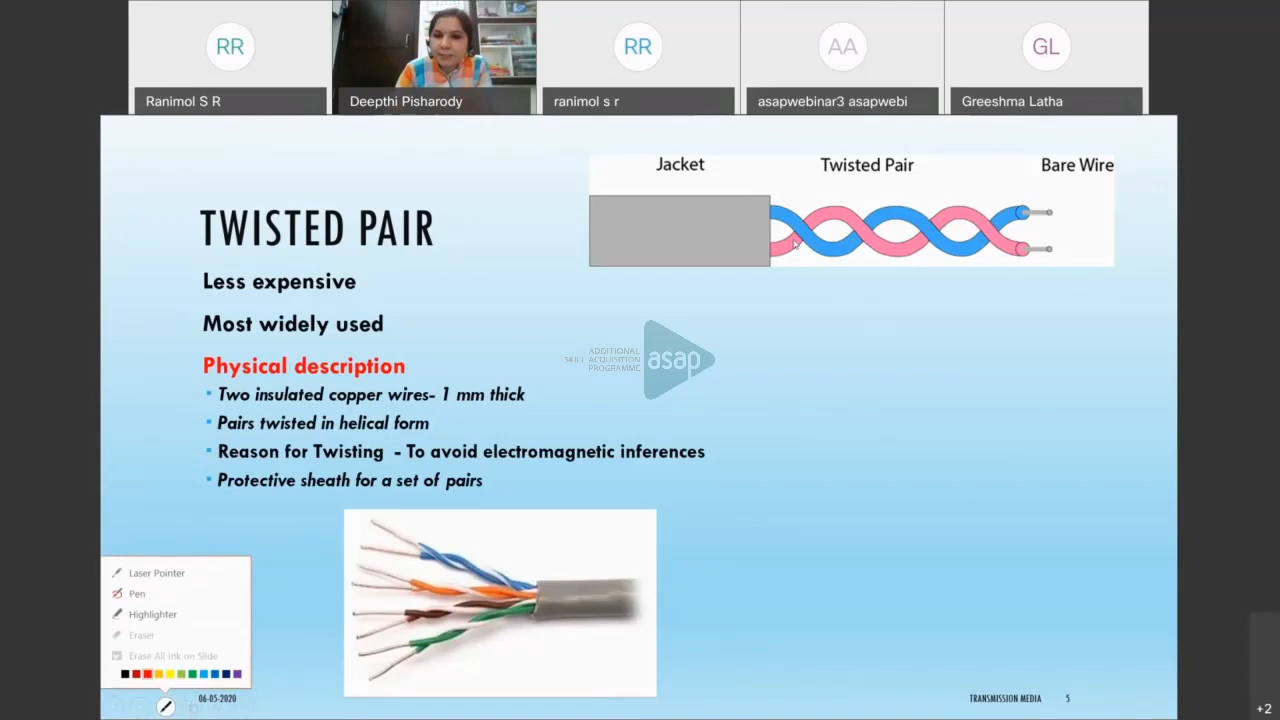 RR
RR
AA
GL
Ranimol S R
Deepthi Pisharody
ranimol s r
asapwebinar3 asapwebi
Greeshma Latha
Jacket
Twisted Pair
Bare Wire
TWISTED PAIR
Less expensive
Most widely used
ADDITIONAL
SKILL ACQUISITION
PROGRAMME
asap
Physical description
Two insulated copper wires- 1 mm thick
Pairs twisted in helical form
Reason for Twisting - To avoid electromagnetic inferences
Protective sheath for a set of pairs
Laser Pointer
Pen
Highlighter
Eraser
Erase All Ink on Slide
06-05-2020
TRANSMISSION MEDIA
5
+2